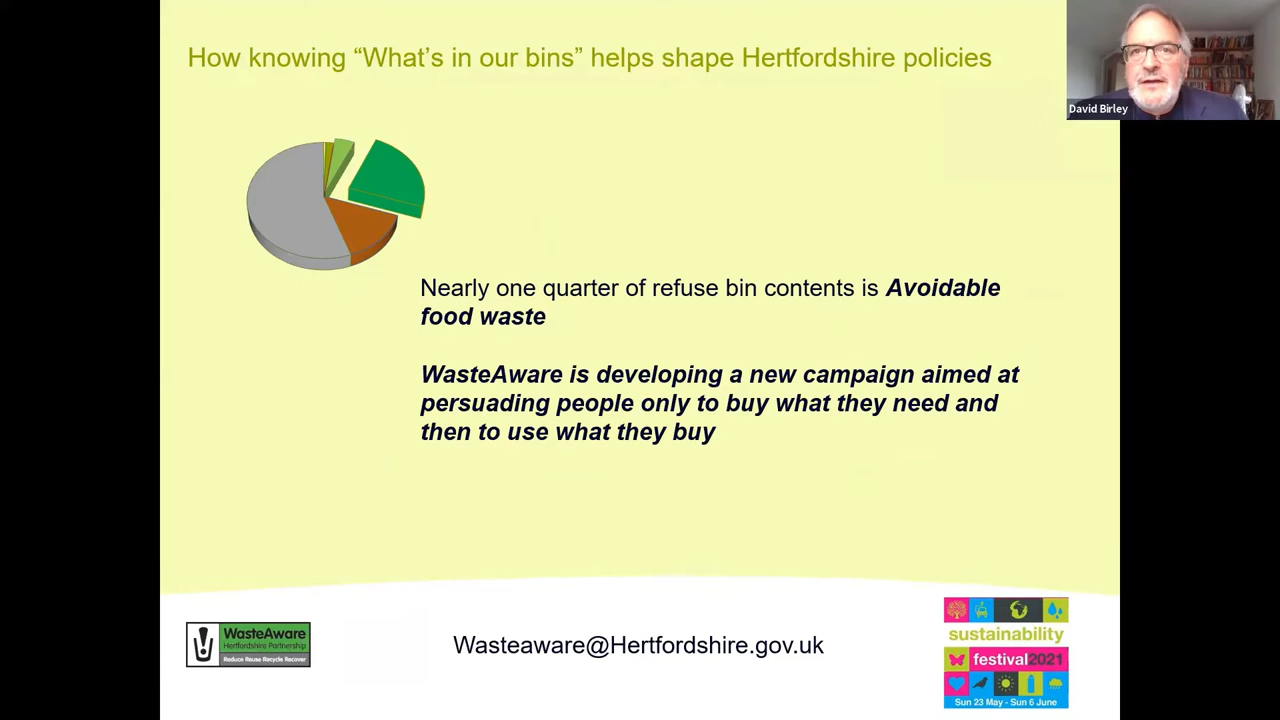 How knowing “What’s in our bins” helps shape Hertfordshire policies
David Birley
Nearly one quarter of refuse bin contents is Avoidable
food waste
WasteAware is developing a new campaign aimed at
persuading people only to buy what they need and
then to use what they buy
WasteAware
Hertfordshire Partnership
Reduce Reuse Recycle Recover
Wasteaware@Hertfordshire.gov.uk
sustainability
festival2021
Sun 23 May - Sun 6 June